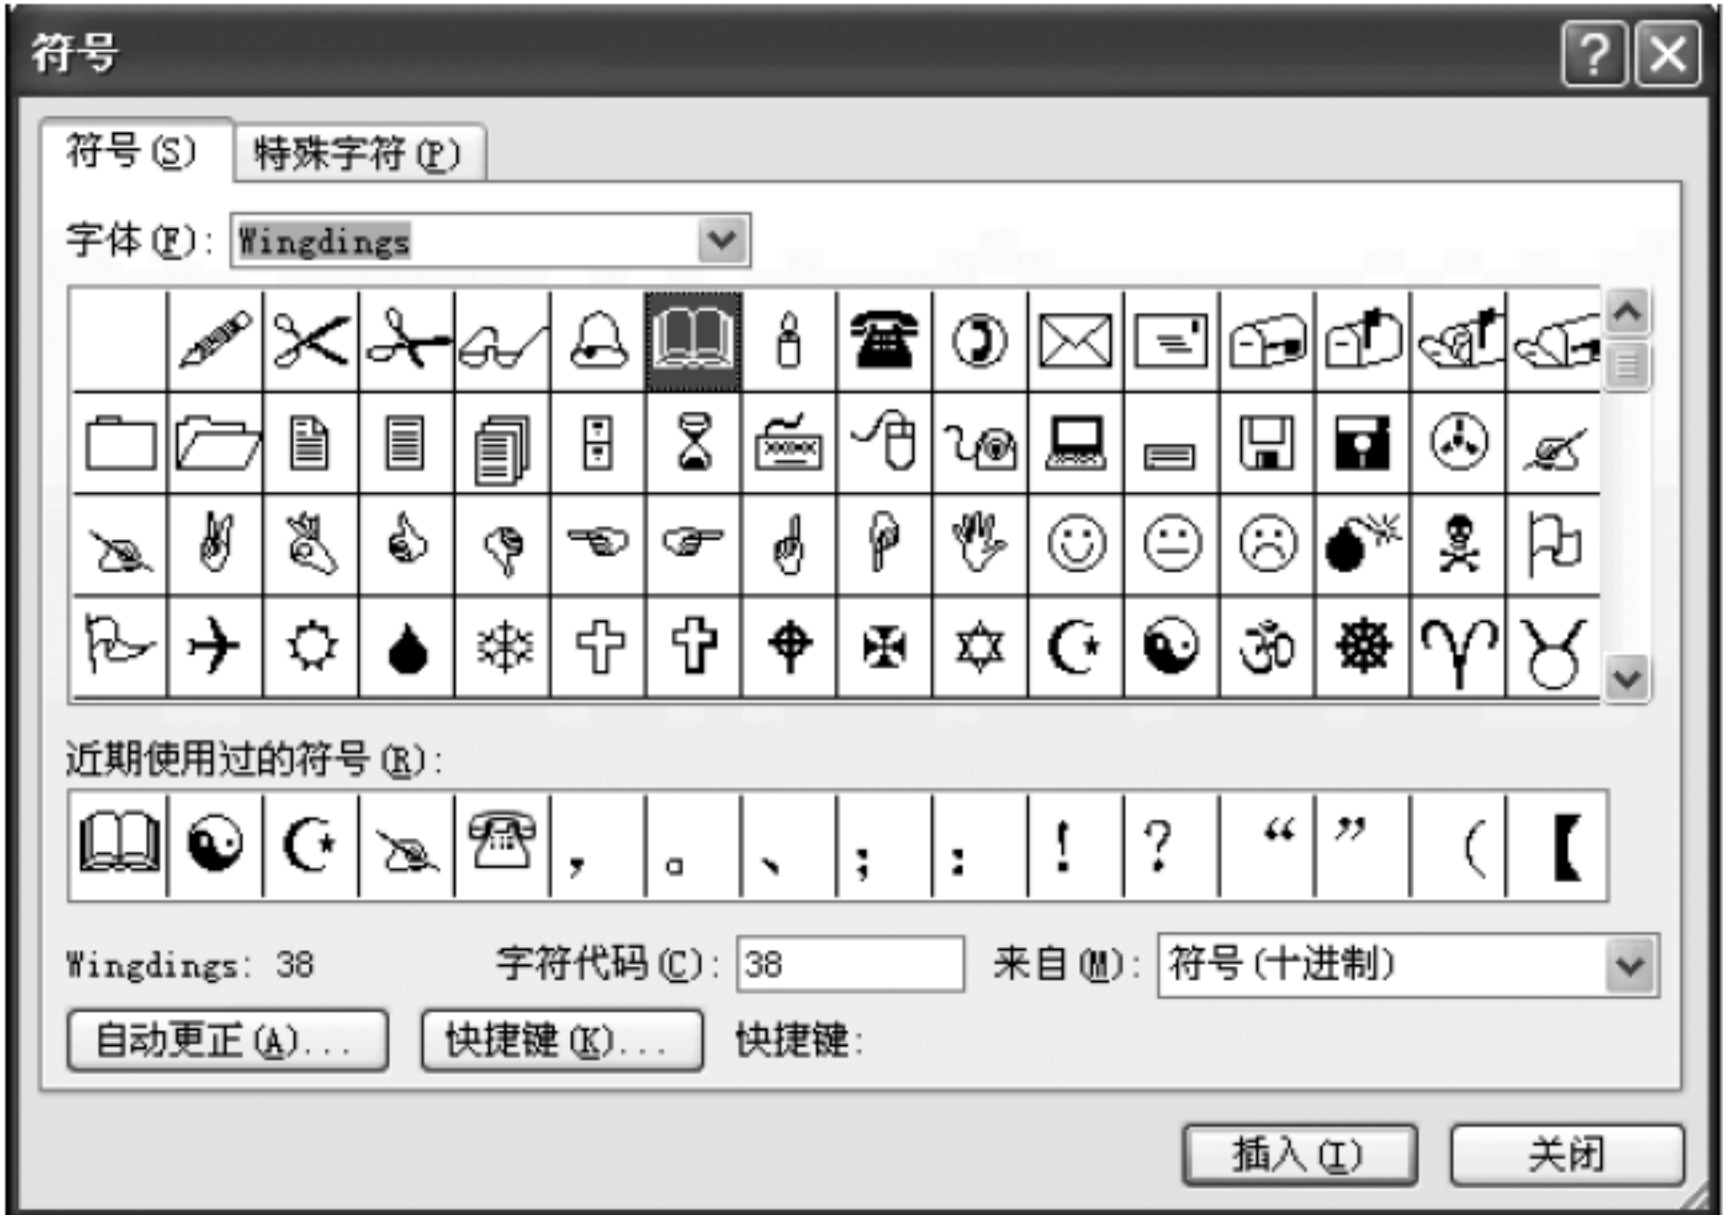 符号
符号(S) 特殊字符(P)
字体(F): Wingdings
近期使用过的符号(R):
, 。 、 ; : ! ? “ ” ( 【
Wingdings: 38 字符代码(C): 38 来自(M): 符号(十进制)
自动更正(A)... 快捷键(K)... 快捷键:
插入(I) 关闭